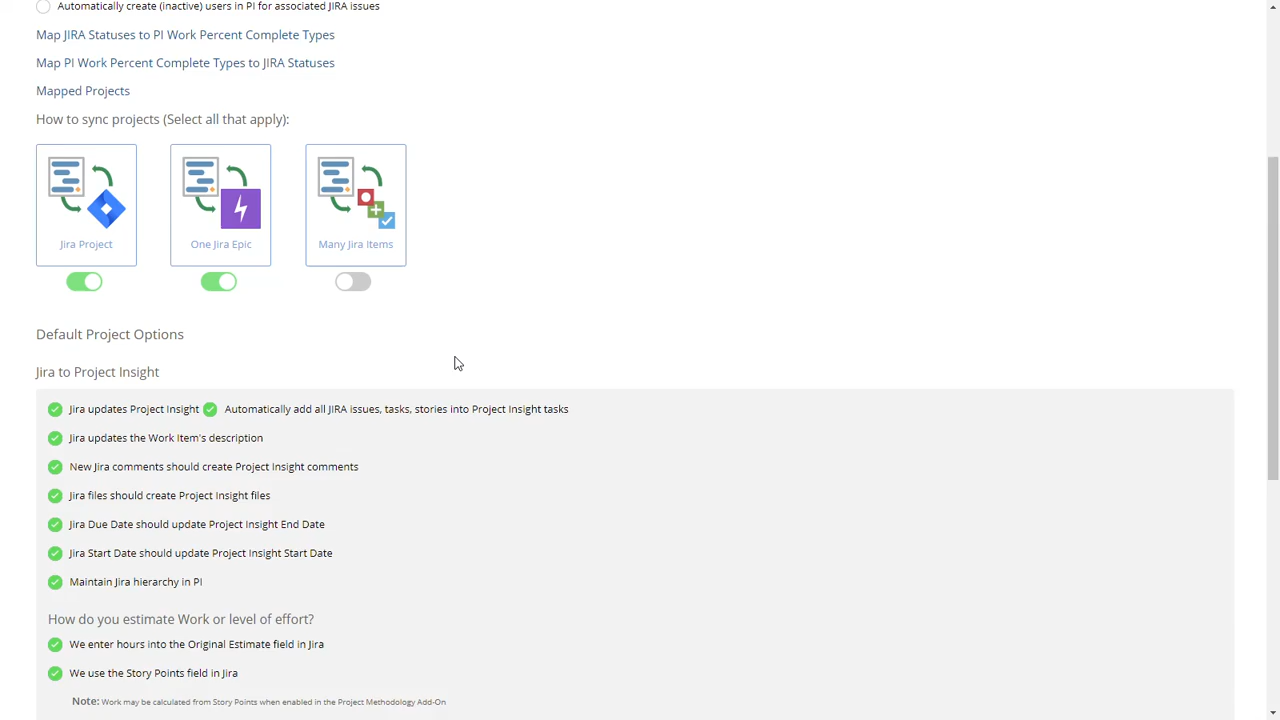 Automatically create (inactive) users in PI for associated JIRA issues
Map JIRA Statuses to PI Work Percent Complete Types
Map PI Work Percent Complete Types to JIRA Statuses
Mapped Projects
How to sync projects (Select all that apply):
Jira Project One Jira Epic Many Jira Items
Default Project Options
Jira to Project Insight
Jira updates Project Insight Automatically add all JIRA issues, tasks, stories into Project Insight tasks
Jira updates the Work Item's description
New Jira comments should create Project Insight comments
Jira files should create Project Insight files
Jira Due Date should update Project Insight End Date
Jira Start Date should update Project Insight Start Date
Maintain Jira hierarchy in PI
How do you estimate Work or level of effort?
We enter hours into the Original Estimate field in Jira
We use the Story Points field in Jira
Note: Work may be calculated from Story Points when enabled in the Project Methodology Add-On